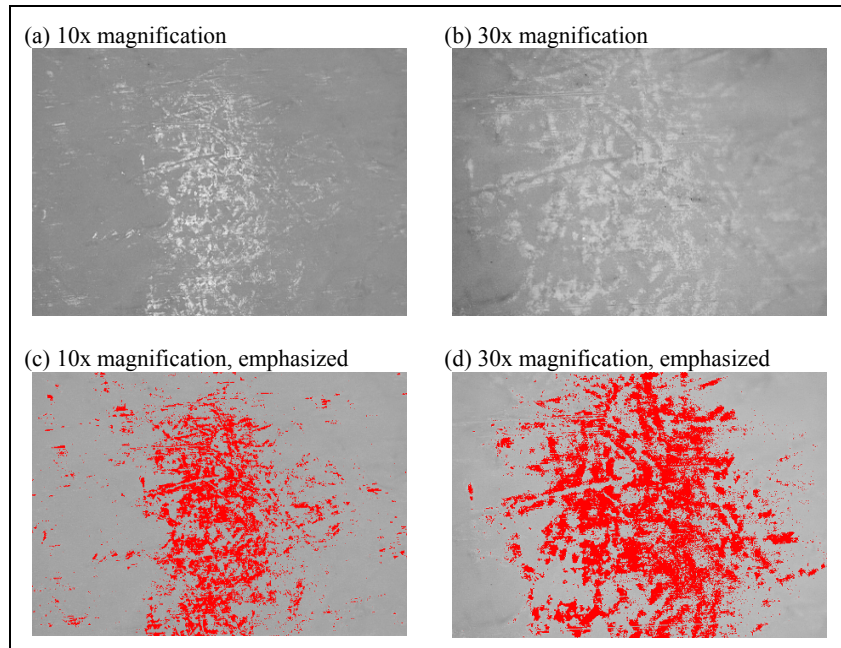 (a) 10x magnification
(b) 30x magnification
(c) 10x magnification, emphasized
(d) 30x magnification, emphasized